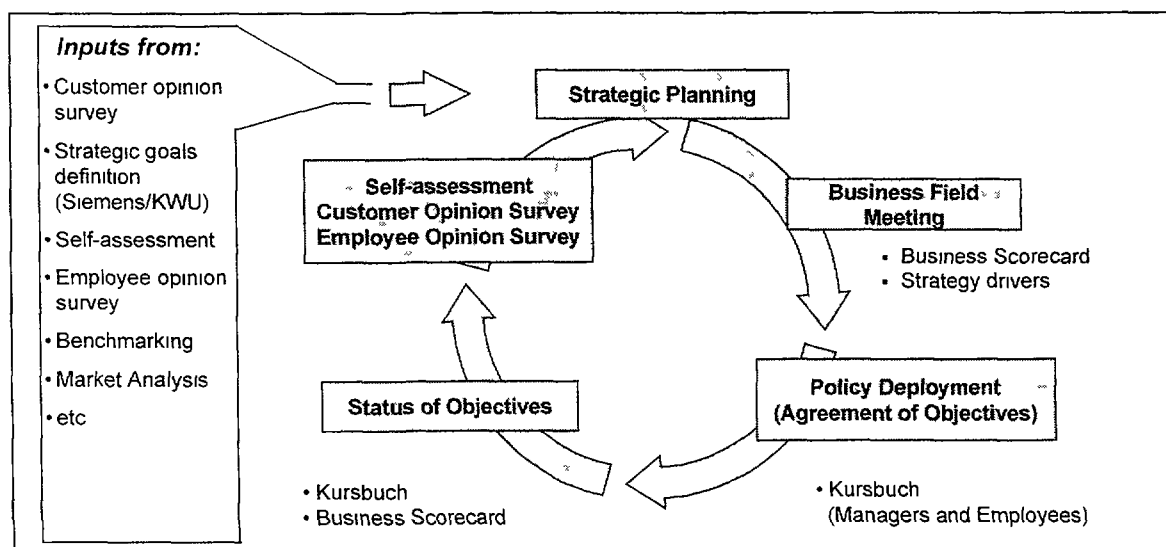 Inputs from:
• Customer opinion
survey
• Strategic goals
definition
(Siemens/KWU)
• Self-assessment
• Employee opinion
survey
• Benchmarking
• Market Analysis
• etc
Strategic Planning
Business Field
Meeting
▪ Business Scorecard
▪ Strategy drivers
Policy Deployment
(Agreement of Objectives)
• Kursbuch
(Managers and Employees)
Status of Objectives
• Kursbuch
• Business Scorecard
Self-assessment
Customer Opinion Survey
Employee Opinion Survey